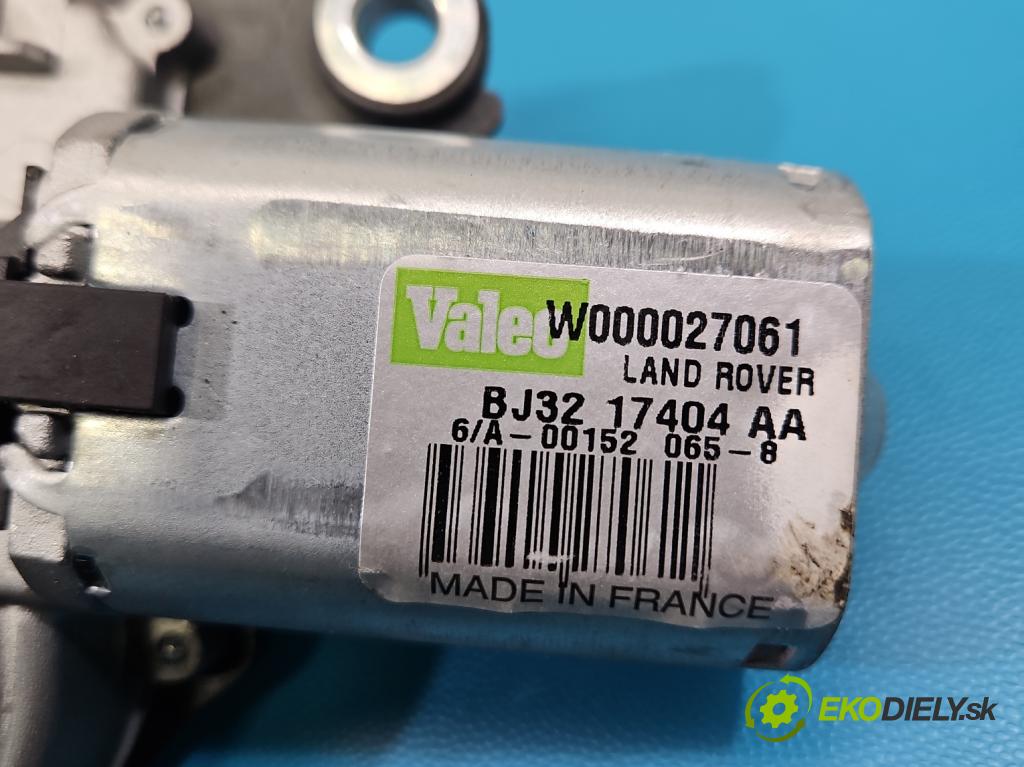 Valeo W000027061
LAND ROVER
BJ32 17404 AA
6/A-00152 065-8
MADE IN FRANCE
EKODIELY.sk